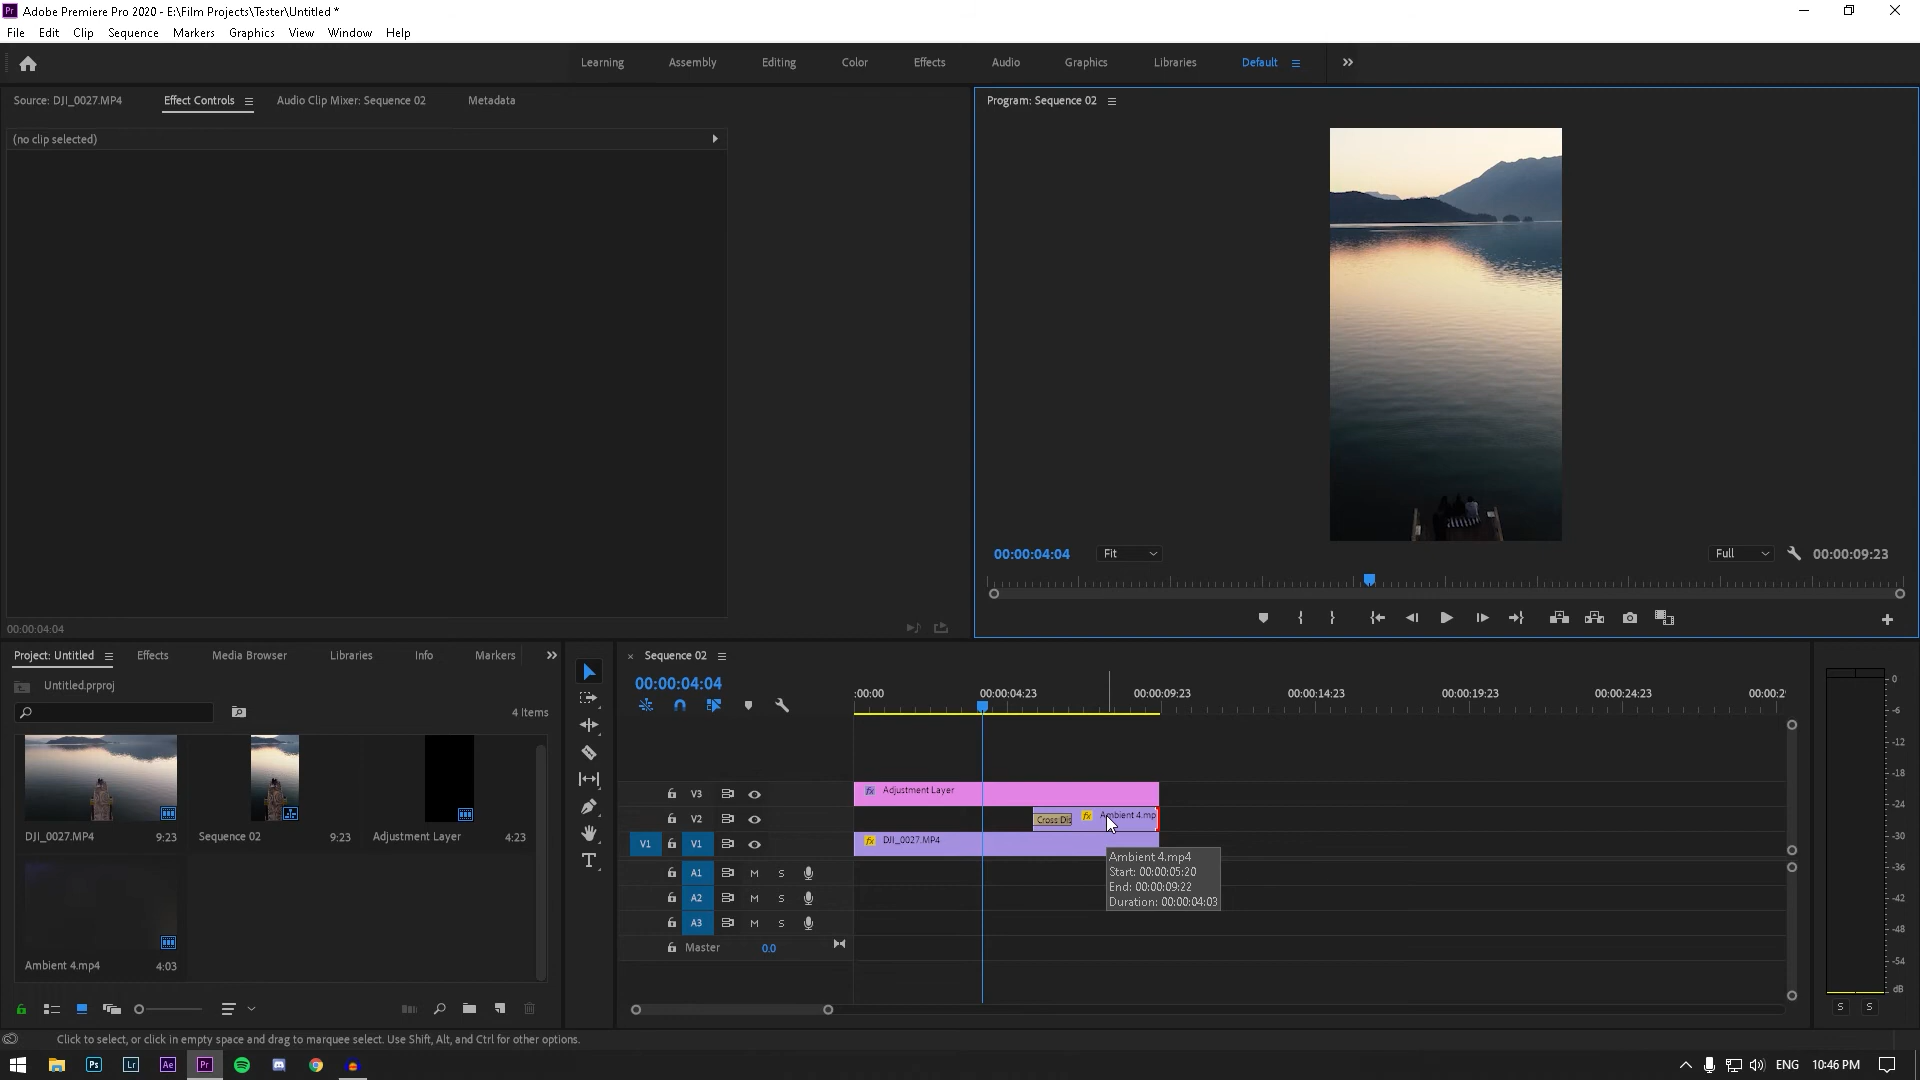 Adobe Premiere Pro 2020 - E:\Film Projects\Tester\Untitled *
File Edit Clip Sequence Markers Graphics View Window Help
Learning Assembly Editing Color Effects Audio Graphics Libraries Default
Source: DJI_0027.MP4 Effect Controls Audio Clip Mixer: Sequence 02 Metadata
(no clip selected)
00:00:04:04
Program: Sequence 02
00:00:04:04 Fit Full 00:00:09:23
Project: Untitled Effects Media Browser Libraries Info Markers
Untitled.prproj
4 Items
DJI_0027.MP4 9:23
Sequence 02 9:23
Adjustment Layer 4:23
Ambient 4.mp4 4:03
Sequence 02
00:00:04:04
:00:00 00:00:04:23 00:00:09:23 00:00:14:23 00:00:19:23 00:00:24:23 00:00:2
V3 fx Adjustment Layer
V2 Cross Dis fx Ambient 4.mp
V1 V1 fx DJI_0027.MP4
A1 M S
A2 M S
A3 M S
Master 0.0
Ambient 4.mp4
Start: 00:00:05:20
End: 00:00:09:22
Duration: 00:00:04:03
0
-6
-12
-18
-24
-30
-36
-42
-48
-54
dB
S S
Click to select, or click in empty space and drag to marquee select. Use Shift, Alt, and Ctrl for other options.
Ps Lr Ae Pr
ENG 10:46 PM